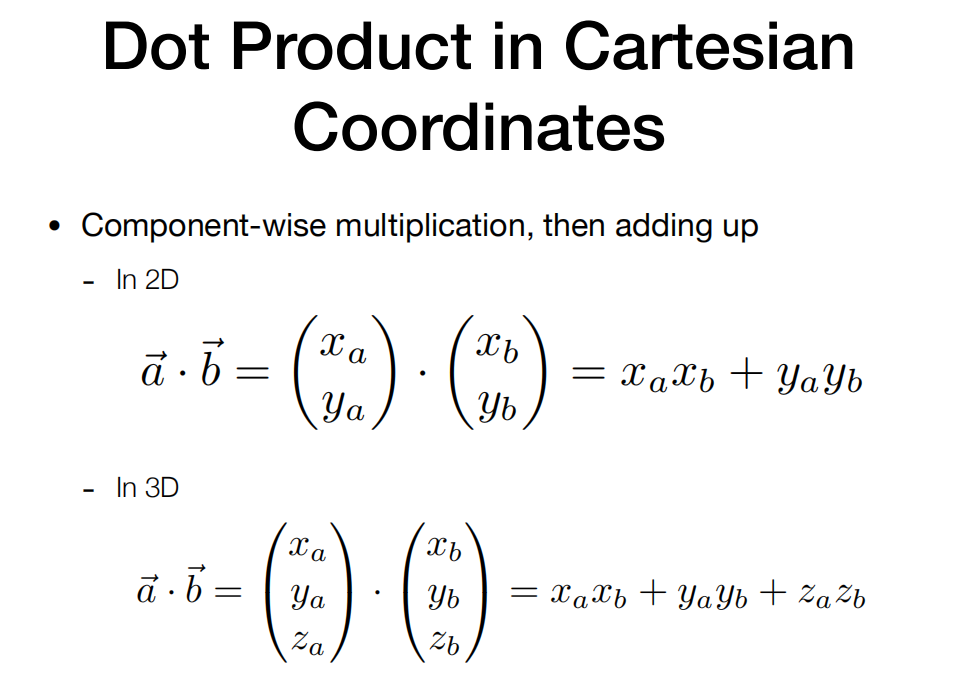 Dot Product in Cartesian
Coordinates
• Component-wise multiplication, then adding up
- In 2D
$\vec{a} \cdot \vec{b} = \begin{pmatrix} x_a \\ y_a \end{pmatrix} \cdot \begin{pmatrix} x_b \\ y_b \end{pmatrix} = x_a x_b + y_a y_b$
- In 3D
$\vec{a} \cdot \vec{b} = \begin{pmatrix} x_a \\ y_a \\ z_a \end{pmatrix} \cdot \begin{pmatrix} x_b \\ y_b \\ z_b \end{pmatrix} = x_a x_b + y_a y_b + z_a z_b$